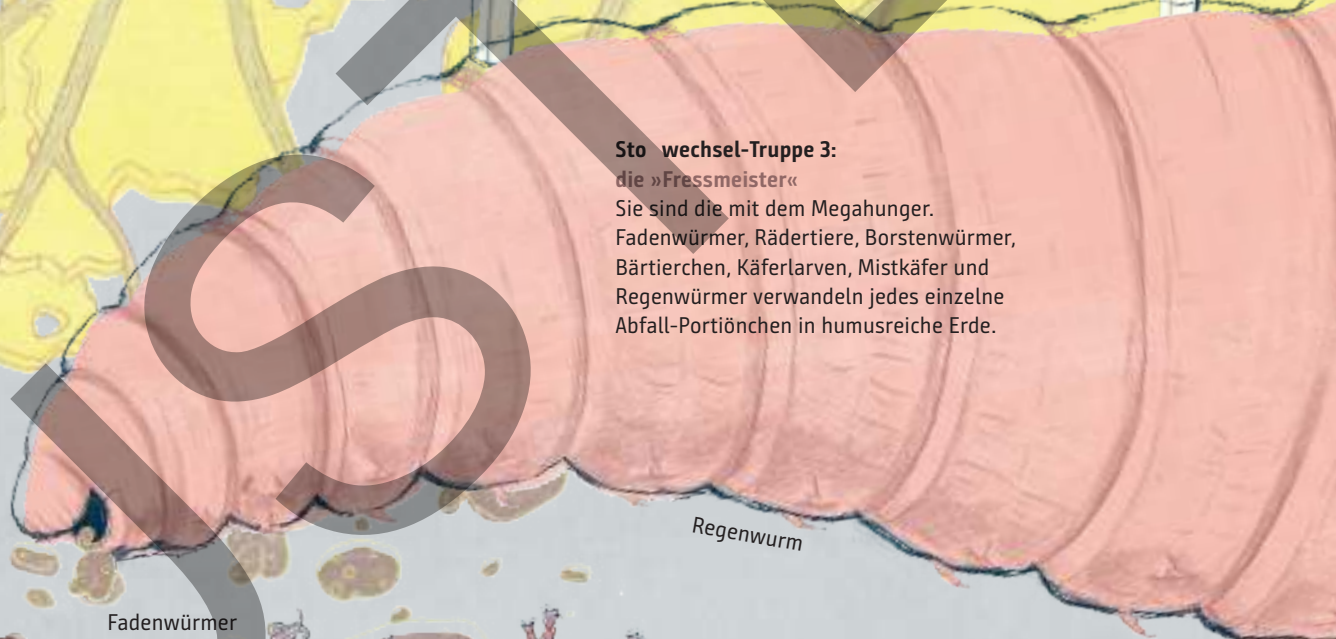 Sto wechsel-Truppe 3:
die »Fressmeister«
Sie sind die mit dem Megahunger.
Fadenwürmer, Rädertiere, Borstenwürmer,
Bärtierchen, Käferlarven, Mistkäfer und
Regenwürmer verwandeln jedes einzelne
Abfall-Portiönchen in humusreiche Erde.
Regenwurm
Fadenwürmer